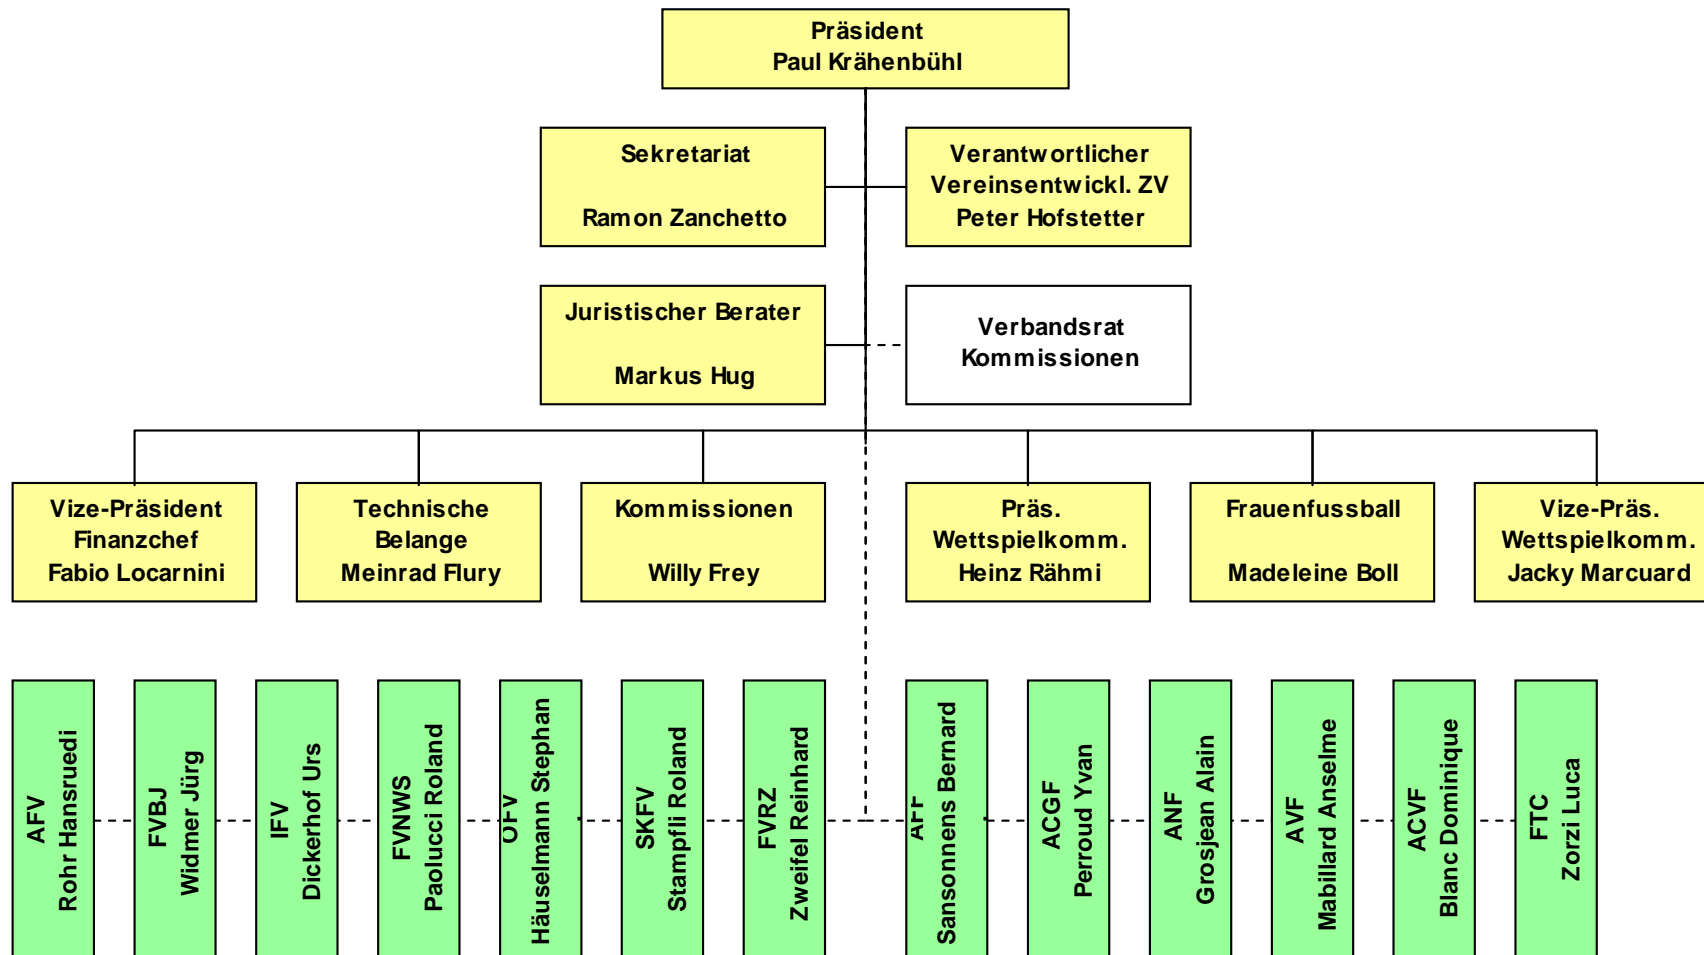 Präsident
Paul Krähenbühl
Sekretariat
Ramon Zanchetto
Verantwortlicher
Vereinsentwickl. ZV
Peter Hofstetter
Juristischer Berater
Markus Hug
Verbandsrat
Kommissionen
Vize-Präsident
Finanzchef
Fabio Locarnini
Technische
Belange
Meinrad Flury
Kommissionen
Willy Frey
Präs.
Wettspielkomm.
Heinz Rähmi
Frauenfussball
Madeleine Boll
Vize-Präs.
Wettspielkomm.
Jacky Marcuard
AFV
Rohr Hansruedi
FVBJ
Widmer Jürg
IFV
Dickerhof Urs
FVNWS
Paolucci Roland
OFV
Häuselmann Stephan
SKFV
Stampfli Roland
FVRZ
Zweifel Reinhard
AFF
Sansonnens Bernard
ACGF
Perroud Yvan
ANF
Grosjean Alain
AVF
Mabillard Anselme
ACVF
Blanc Dominique
FTC
Zorzi Luca